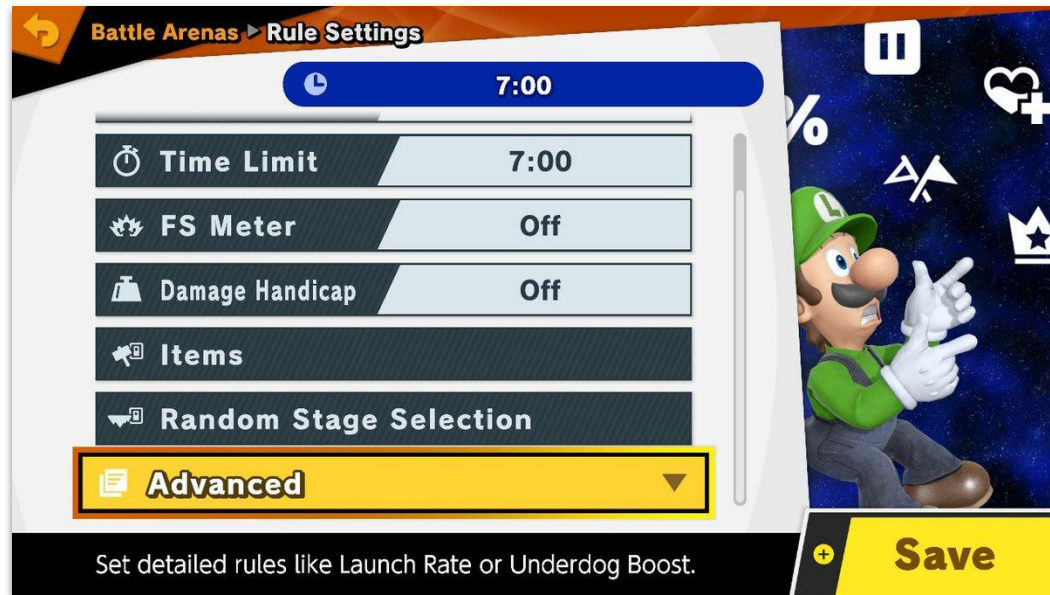 Battle Arenas ▶ Rule Settings
7:00
Time Limit 7:00
FS Meter Off
Damage Handicap Off
Items
Random Stage Selection
Advanced
Set detailed rules like Launch Rate or Underdog Boost.
+ Save
%
L